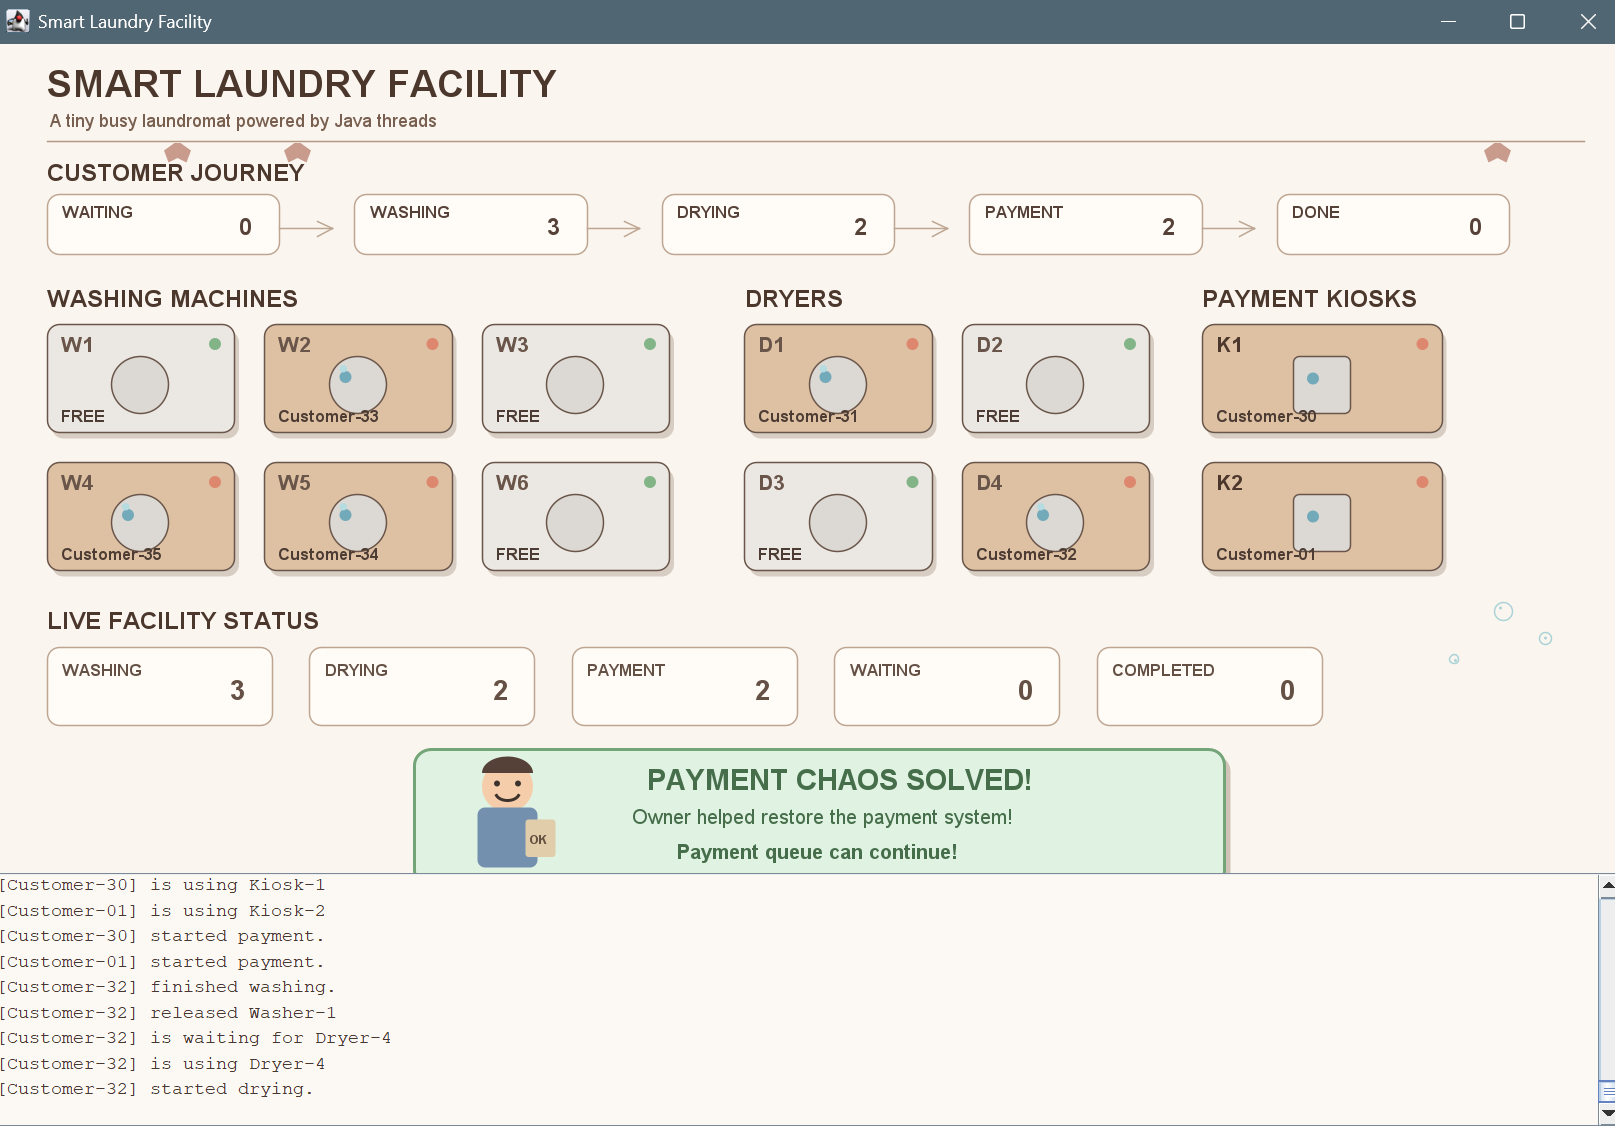 Smart Laundry Facility
SMART LAUNDRY FACILITY
A tiny busy laundromat powered by Java threads
CUSTOMER JOURNEY
WAITING
0
WASHING
3
DRYING
2
PAYMENT
2
DONE
0
WASHING MACHINES
W1
FREE
W2
Customer-33
W3
FREE
W4
Customer-35
W5
Customer-34
W6
FREE
DRYERS
D1
Customer-31
D2
FREE
D3
FREE
D4
Customer-32
PAYMENT KIOSKS
K1
Customer-30
K2
Customer-01
LIVE FACILITY STATUS
WASHING
3
DRYING
2
PAYMENT
2
WAITING
0
COMPLETED
0
OK
PAYMENT CHAOS SOLVED!
Owner helped restore the payment system!
Payment queue can continue!
[Customer-30] is using Kiosk-1
[Customer-01] is using Kiosk-2
[Customer-30] started payment.
[Customer-01] started payment.
[Customer-32] finished washing.
[Customer-32] released Washer-1
[Customer-32] is waiting for Dryer-4
[Customer-32] is using Dryer-4
[Customer-32] started drying.